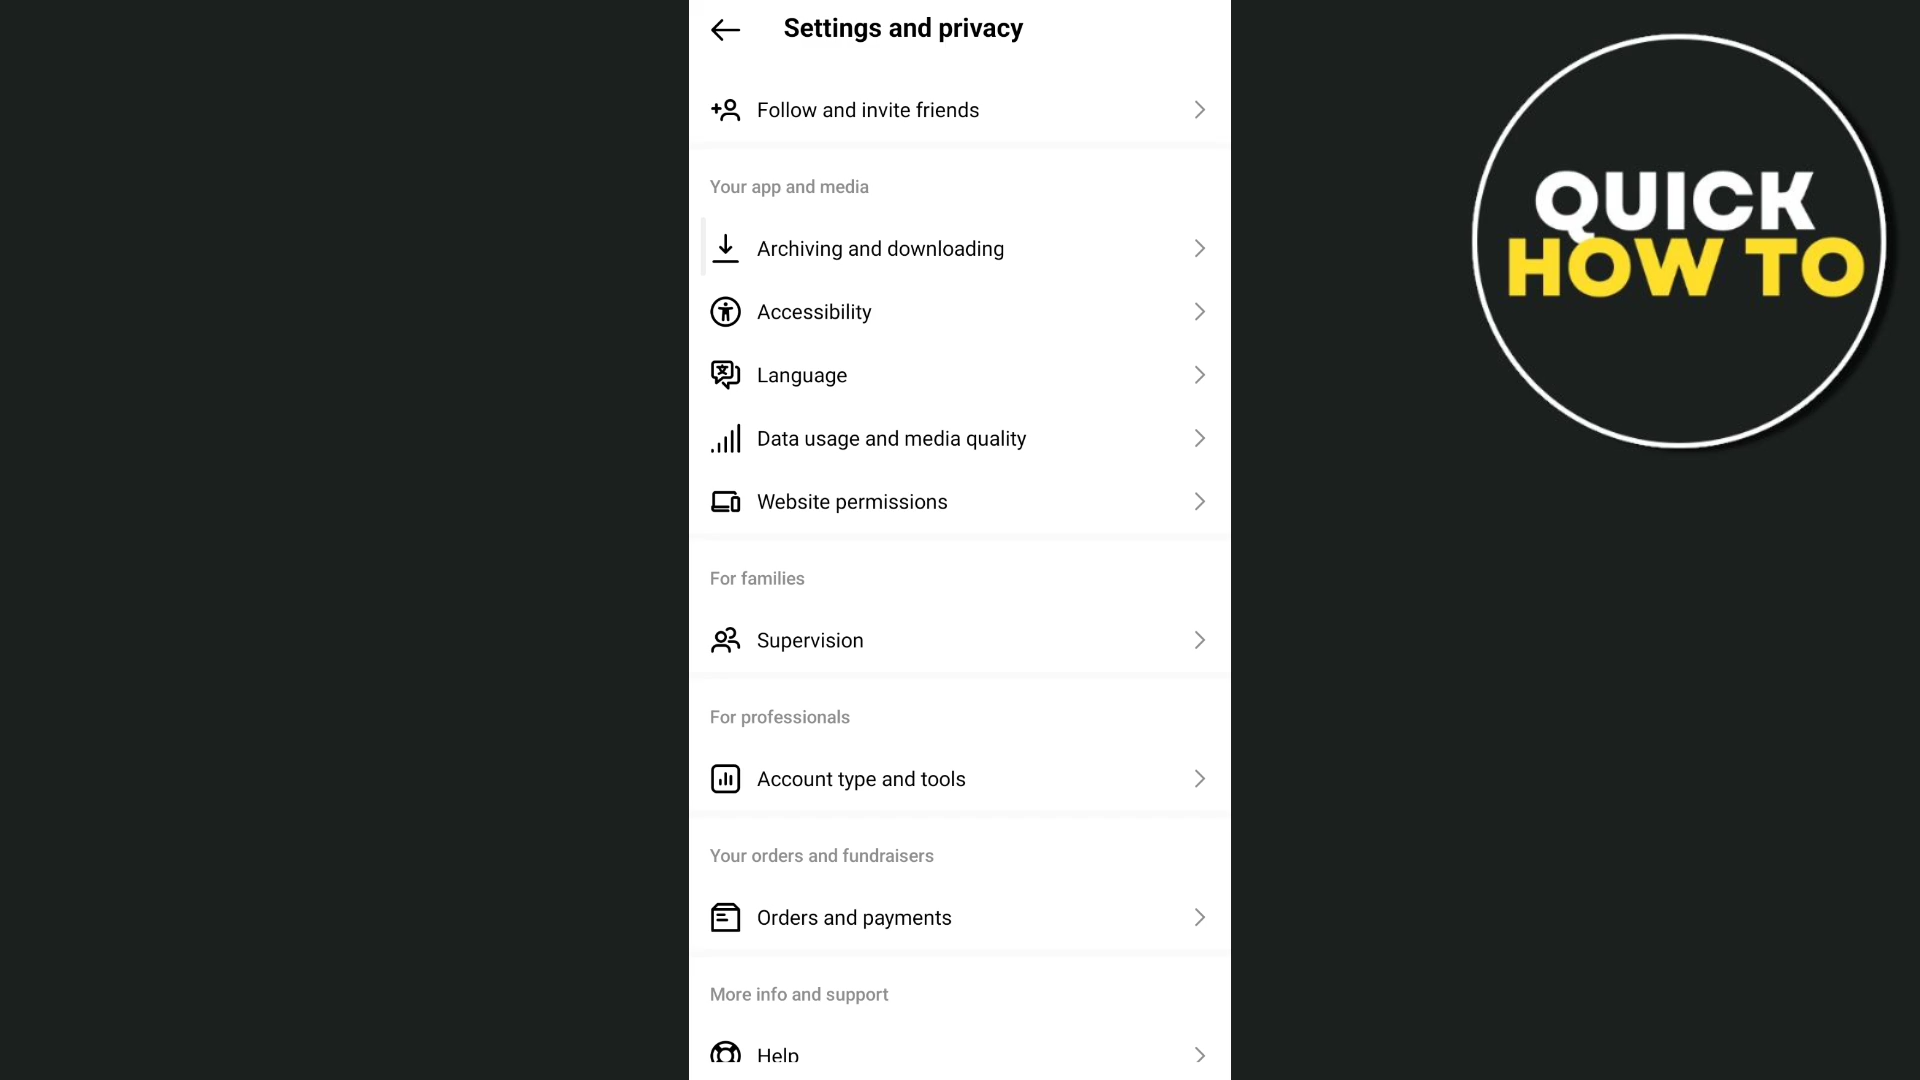 Settings and privacy
Follow and invite friends
Your app and media
Archiving and downloading
Accessibility
Language
Data usage and media quality
Website permissions
For families
Supervision
For professionals
Account type and tools
Your orders and fundraisers
Orders and payments
More info and support
Help
QUICK
HOW TO